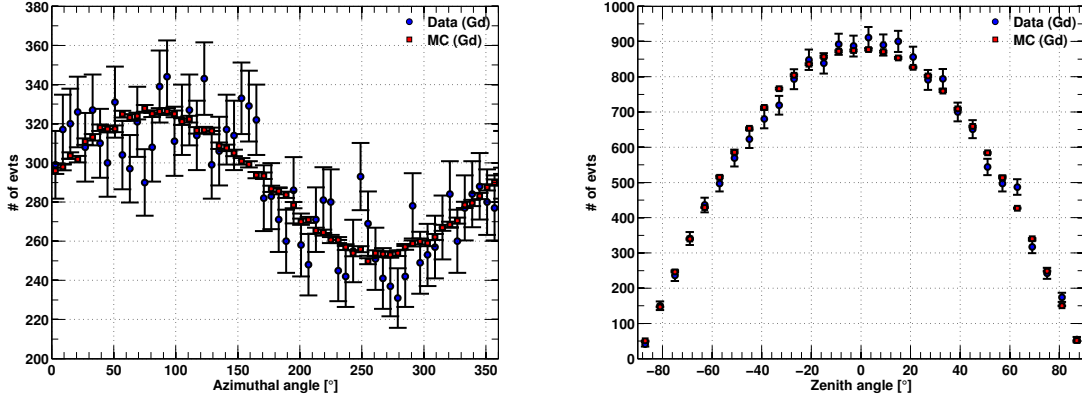 # of evts
380
360
340
320
300
280
260
240
220
200
0 50 100 150 200 250 300 350
Azimuthal angle [°]
Data (Gd)
MC (Gd)
# of evts
1000
900
800
700
600
500
400
300
200
100
0
−80 −60 −40 −20 0 20 40 60 80
Zenith angle [°]
Data (Gd)
MC (Gd)